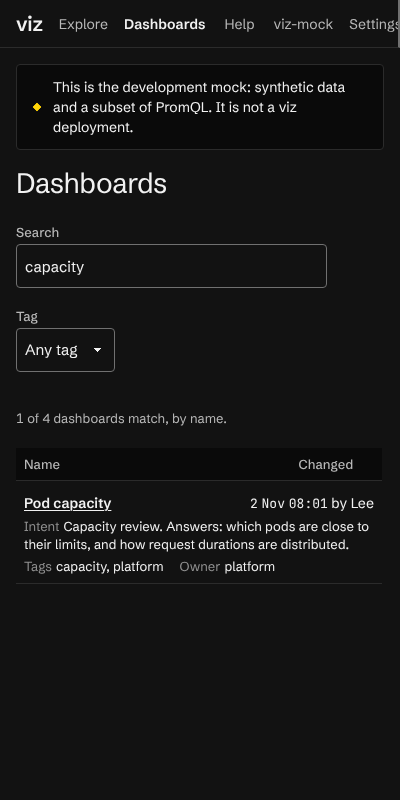 viz Explore Dashboards Help viz-mock Settings
This is the development mock: synthetic data
and a subset of PromQL. It is not a viz
deployment.
Dashboards
Search
capacity
Tag
Any tag
1 of 4 dashboards match, by name.
Name Changed
Pod capacity 2 Nov 08:01 by Lee
Intent Capacity review. Answers: which pods are close to
their limits, and how request durations are distributed.
Tags capacity, platform Owner platform